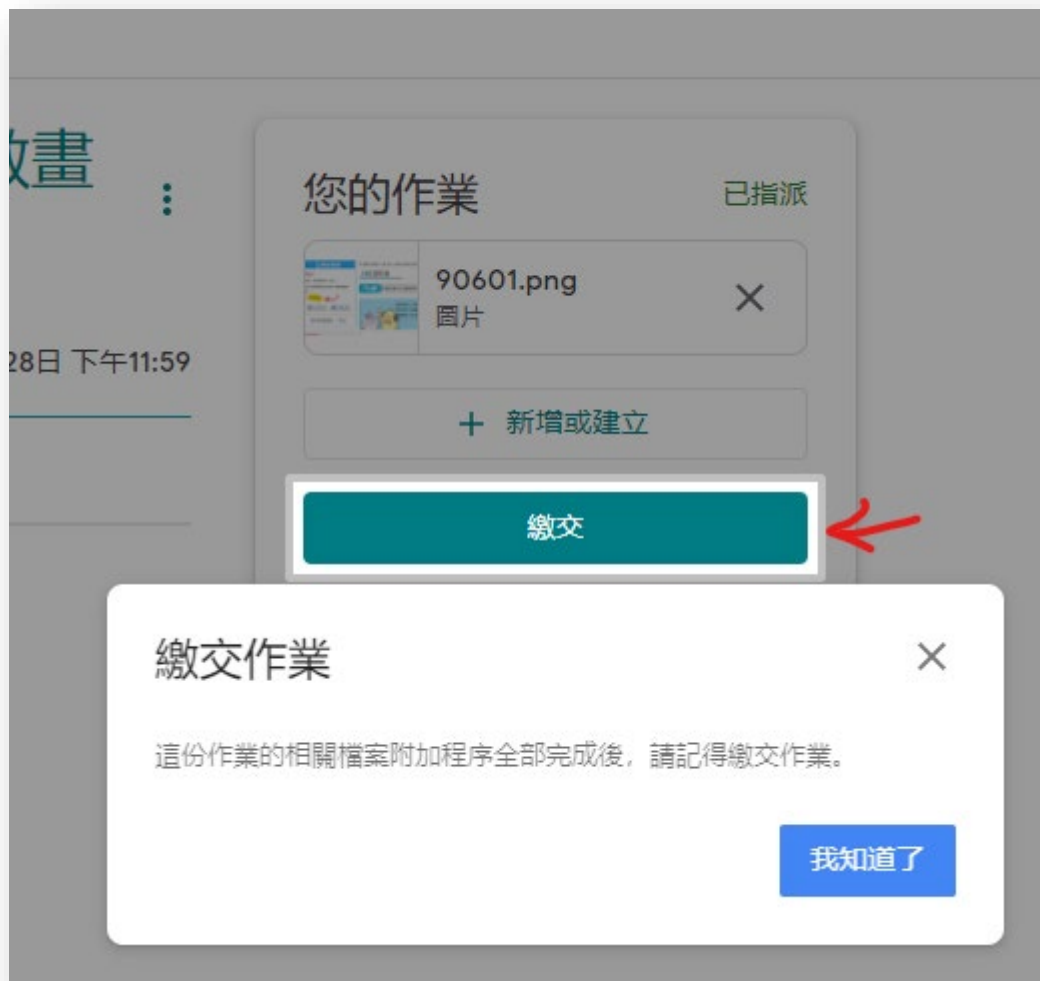 敬畫
您的作業
已指派
90601.png
圖片
28日 下午11:59
+ 新增或建立
繳交
繳交作業
這份作業的相關檔案附加程序全部完成後，請記得繳交作業。
我知道了